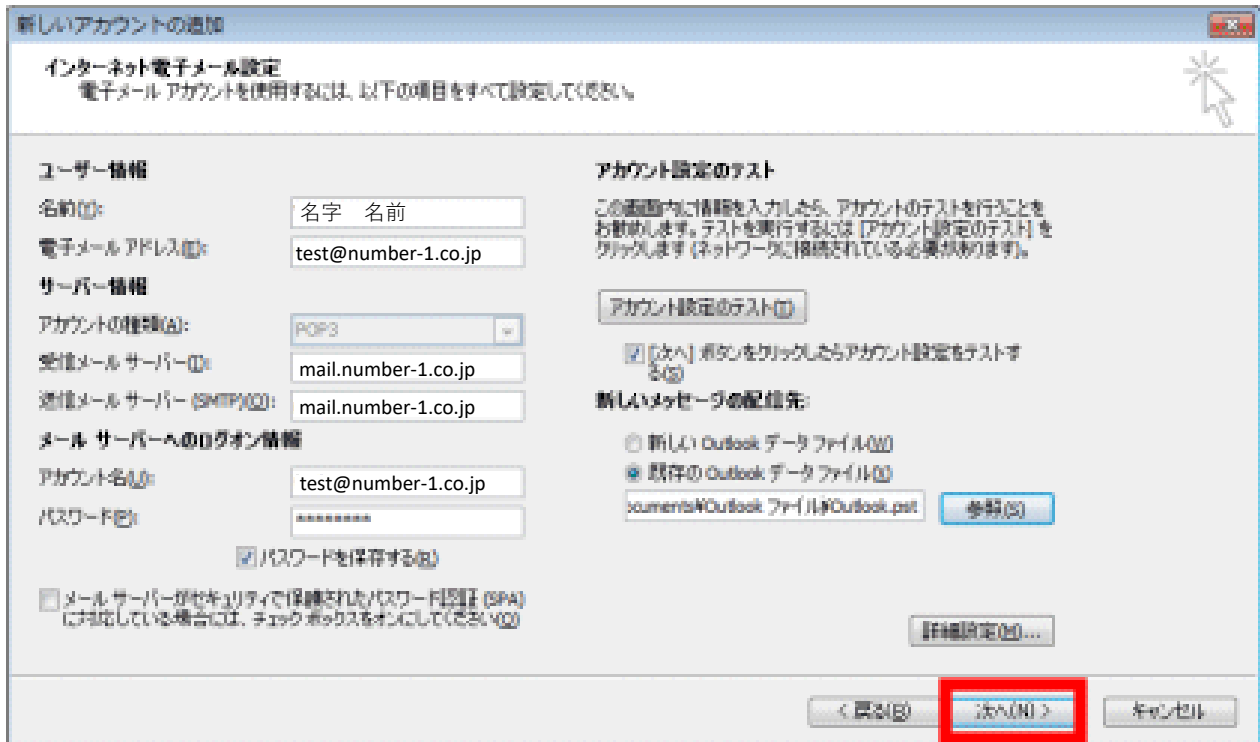 新しいアカウントの追加
インターネット電子メール設定
電子メール アカウントを使用するには、以下の項目をすべて設定してください。
ユーザー情報
名前(Y):
名字　名前
電子メール アドレス(E):
test@number-1.co.jp
サーバー情報
アカウントの種類(A):
POP3
受信メール サーバー(I):
mail.number-1.co.jp
送信メール サーバー (SMTP)(O):
mail.number-1.co.jp
メール サーバーへのログオン情報
アカウント名(U):
test@number-1.co.jp
パスワード(P):
********
パスワードを保存する(R)
メール サーバーがセキュリティで保護されたパスワード認証 (SPA)
に対応している場合には、チェック ボックスをオンにしてください(Q)
アカウント設定のテスト
この画面内に情報を入力したら、アカウントのテストを行うことを
お勧めします。テストを実行するには [アカウント設定のテスト] を
クリックします (ネットワークに接続されている必要があります)。
アカウント設定のテスト(T)
[次へ] ボタンをクリックしたらアカウント設定をテストす
る(S)
新しいメッセージの配信先:
新しい Outlook データ ファイル(W)
既存の Outlook データ ファイル(X)
ocuments¥Outlook ファイル¥Outlook.pst
参照(S)
詳細設定(M)...
< 戻る(B)
次へ(N) >
キャンセル